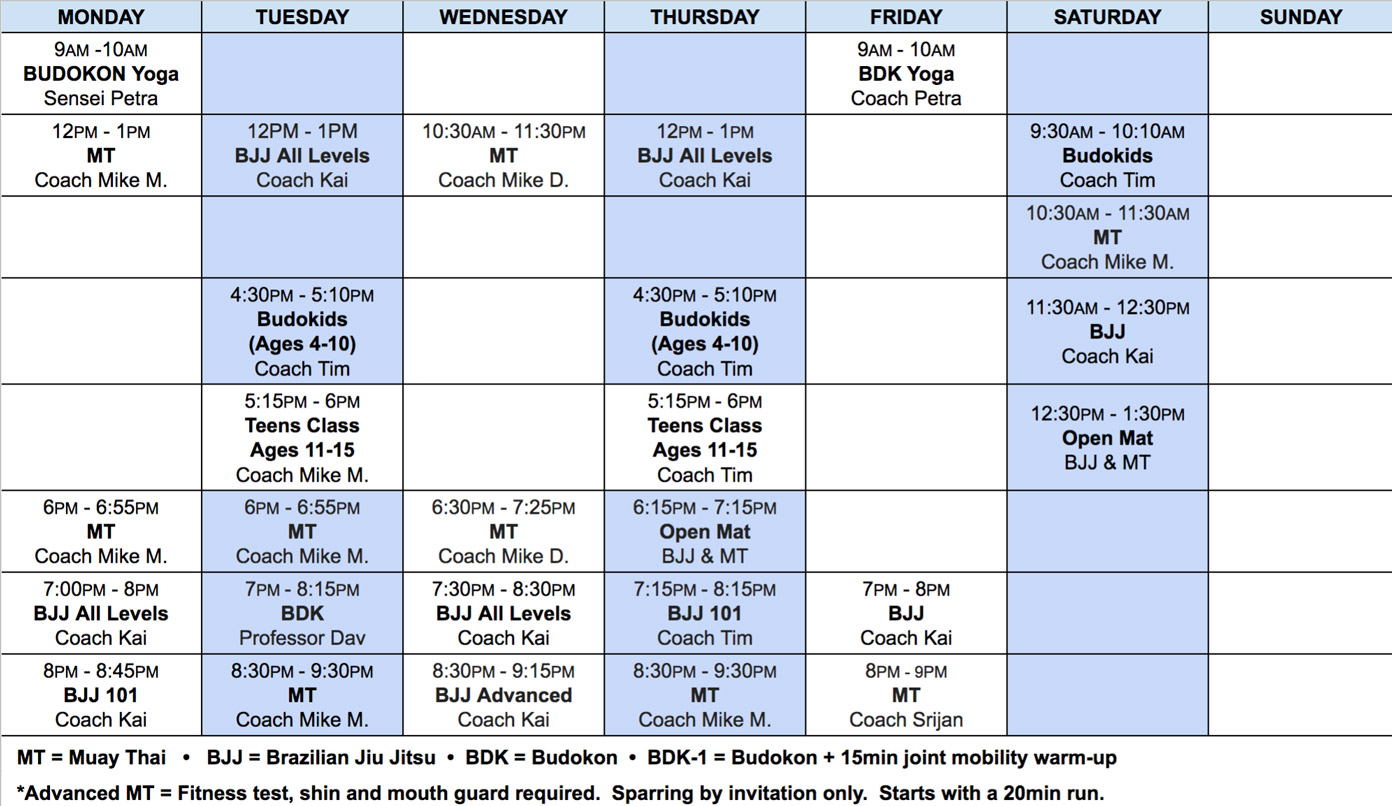 MONDAY TUESDAY WEDNESDAY THURSDAY FRIDAY SATURDAY SUNDAY
9AM -10AM
BUDOKON Yoga
Sensei Petra
9AM - 10AM
BDK Yoga
Coach Petra
12PM - 1PM
MT
Coach Mike M.
12PM - 1PM
BJJ All Levels
Coach Kai
10:30AM - 11:30PM
MT
Coach Mike D.
12PM - 1PM
BJJ All Levels
Coach Kai
9:30AM - 10:10AM
Budokids
Coach Tim
10:30AM - 11:30AM
MT
Coach Mike M.
4:30PM - 5:10PM
Budokids
(Ages 4-10)
Coach Tim
4:30PM - 5:10PM
Budokids
(Ages 4-10)
Coach Tim
11:30AM - 12:30PM
BJJ
Coach Kai
5:15PM - 6PM
Teens Class
Ages 11-15
Coach Mike M.
5:15PM - 6PM
Teens Class
Ages 11-15
Coach Tim
12:30PM - 1:30PM
Open Mat
BJJ & MT
6PM - 6:55PM
MT
Coach Mike M.
6PM - 6:55PM
MT
Coach Mike M.
6:30PM - 7:25PM
MT
Coach Mike D.
6:15PM - 7:15PM
Open Mat
BJJ & MT
7:00PM - 8PM
BJJ All Levels
Coach Kai
7PM - 8:15PM
BDK
Professor Dav
7:30PM - 8:30PM
BJJ All Levels
Coach Kai
7:15PM - 8:15PM
BJJ 101
Coach Tim
7PM - 8PM
BJJ
Coach Kai
8PM - 8:45PM
BJJ 101
Coach Kai
8:30PM - 9:30PM
MT
Coach Mike M.
8:30PM - 9:15PM
BJJ Advanced
Coach Kai
8:30PM - 9:30PM
MT
Coach Mike M.
8PM - 9PM
MT
Coach Srijan
MT = Muay Thai • BJJ = Brazilian Jiu Jitsu • BDK = Budokon • BDK-1 = Budokon + 15min joint mobility warm-up
*Advanced MT = Fitness test, shin and mouth guard required. Sparring by invitation only. Starts with a 20min run.